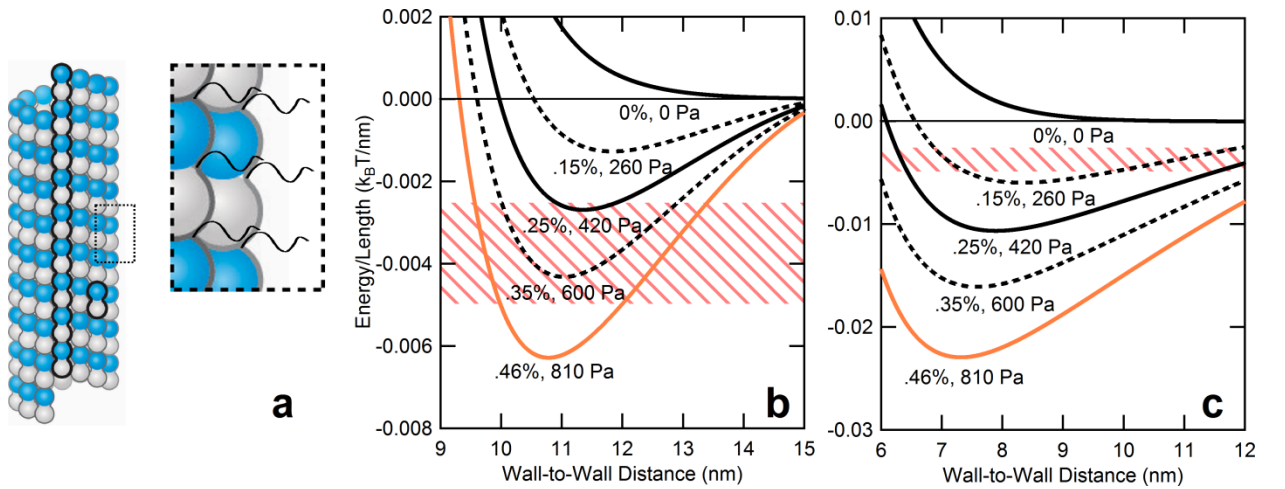 a
Energy/Length (kBT/nm)
0.002
0.000
-0.002
-0.004
-0.006
-0.008
0%, 0 Pa
.15%, 260 Pa
.25%, 420 Pa
.35%, 600 Pa
.46%, 810 Pa
b
9 10 11 12 13 14 15
Wall-to-Wall Distance (nm)
0.01
0.00
-0.01
-0.02
-0.03
0%, 0 Pa
.15%, 260 Pa
.25%, 420 Pa
.35%, 600 Pa
.46%, 810 Pa
c
6 7 8 9 10 11 12
Wall-to-Wall Distance (nm)